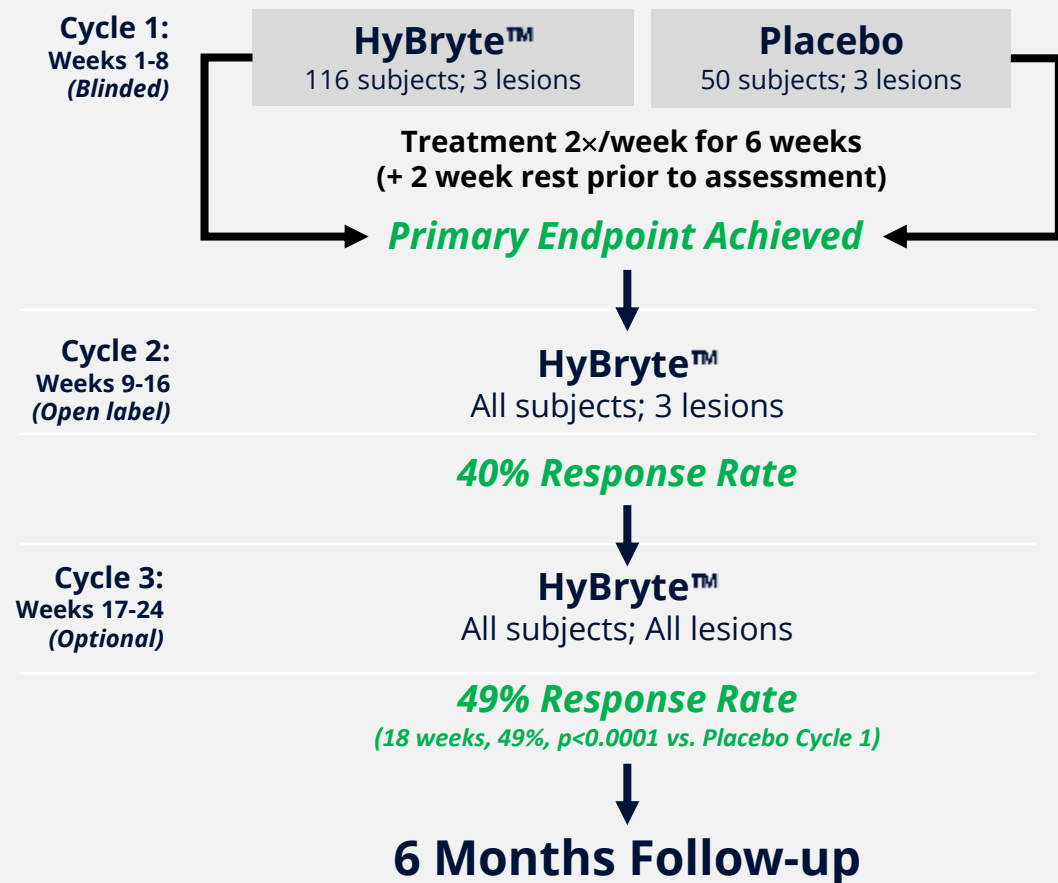 Cycle 1:
Weeks 1-8
(Blinded)
HyBryte™
116 subjects; 3 lesions
Placebo
50 subjects; 3 lesions
Treatment 2×/week for 6 weeks
(+ 2 week rest prior to assessment)
Primary Endpoint Achieved
Cycle 2:
Weeks 9-16
(Open label)
HyBryte™
All subjects; 3 lesions
40% Response Rate
Cycle 3:
Weeks 17-24
(Optional)
HyBryte™
All subjects; All lesions
49% Response Rate
(18 weeks, 49%, p<0.0001 vs. Placebo Cycle 1)
6 Months Follow-up